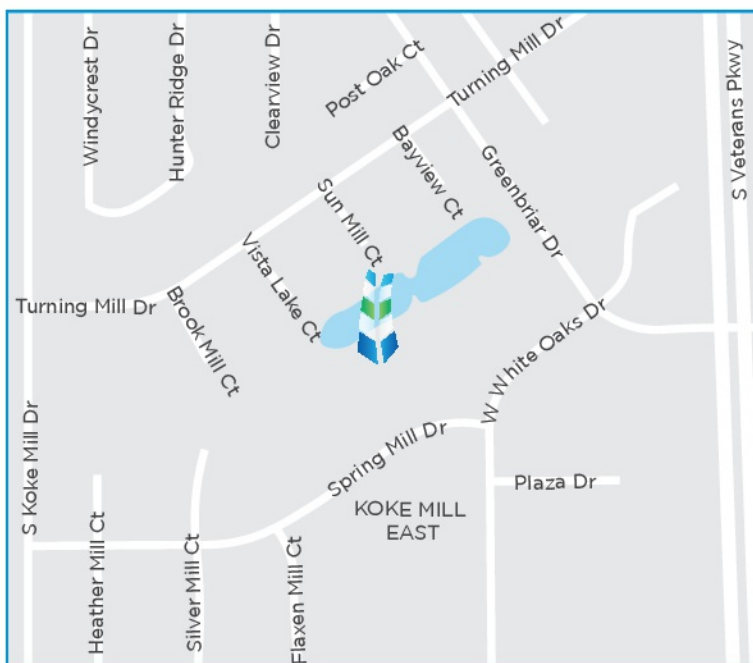 Windycrest Dr
Hunter Ridge Dr
Clearview Dr
Post Oak Ct
Turning Mill Dr
S Veterans Pkwy
Bayview Ct
Greenbriar Dr
Sun Mill Ct
Vista Lake Ct
Turning Mill Dr
Brook Mill Ct
W White Oaks Dr
S Koke Mill Dr
Spring Mill Dr
Plaza Dr
KOKE MILL
EAST
Heather Mill Ct
Silver Mill Ct
Flaxen Mill Ct